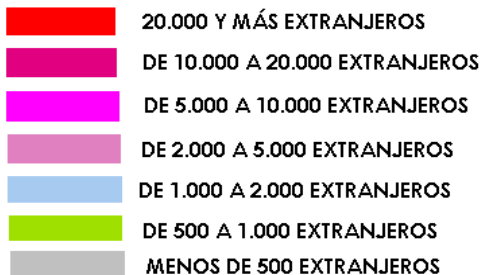 20.000 Y MÁS EXTRANJEROS
DE 10.000 A 20.000 EXTRANJEROS
DE 5.000 A 10.000 EXTRANJEROS
DE 2.000 A 5.000 EXTRANJEROS
DE 1.000 A 2.000 EXTRANJEROS
DE 500 A 1.000 EXTRANJEROS
MENOS DE 500 EXTRANJEROS